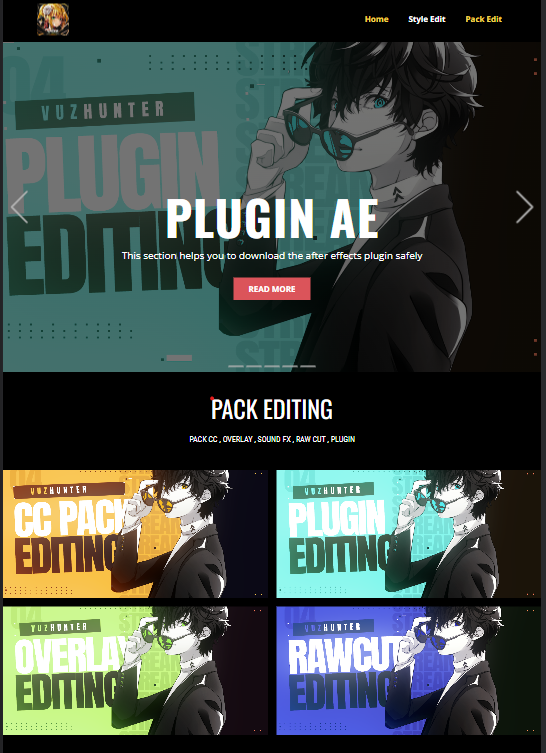 Home Style Edit Pack Edit
04
VUZHUNTER
PLUGIN
EDITING
PLUGIN AE
This section helps you to download the after effects plugin safely
READ MORE
PACK EDITING
PACK CC , OVERLAY , SOUND FX , RAW CUT , PLUGIN
VUZHUNTER
CC PACK
EDITING
VUZHUNTER
PLUGIN
EDITING
VUZHUNTER
OVERLAY
EDITING
VUZHUNTER
RAWCUT
EDITING